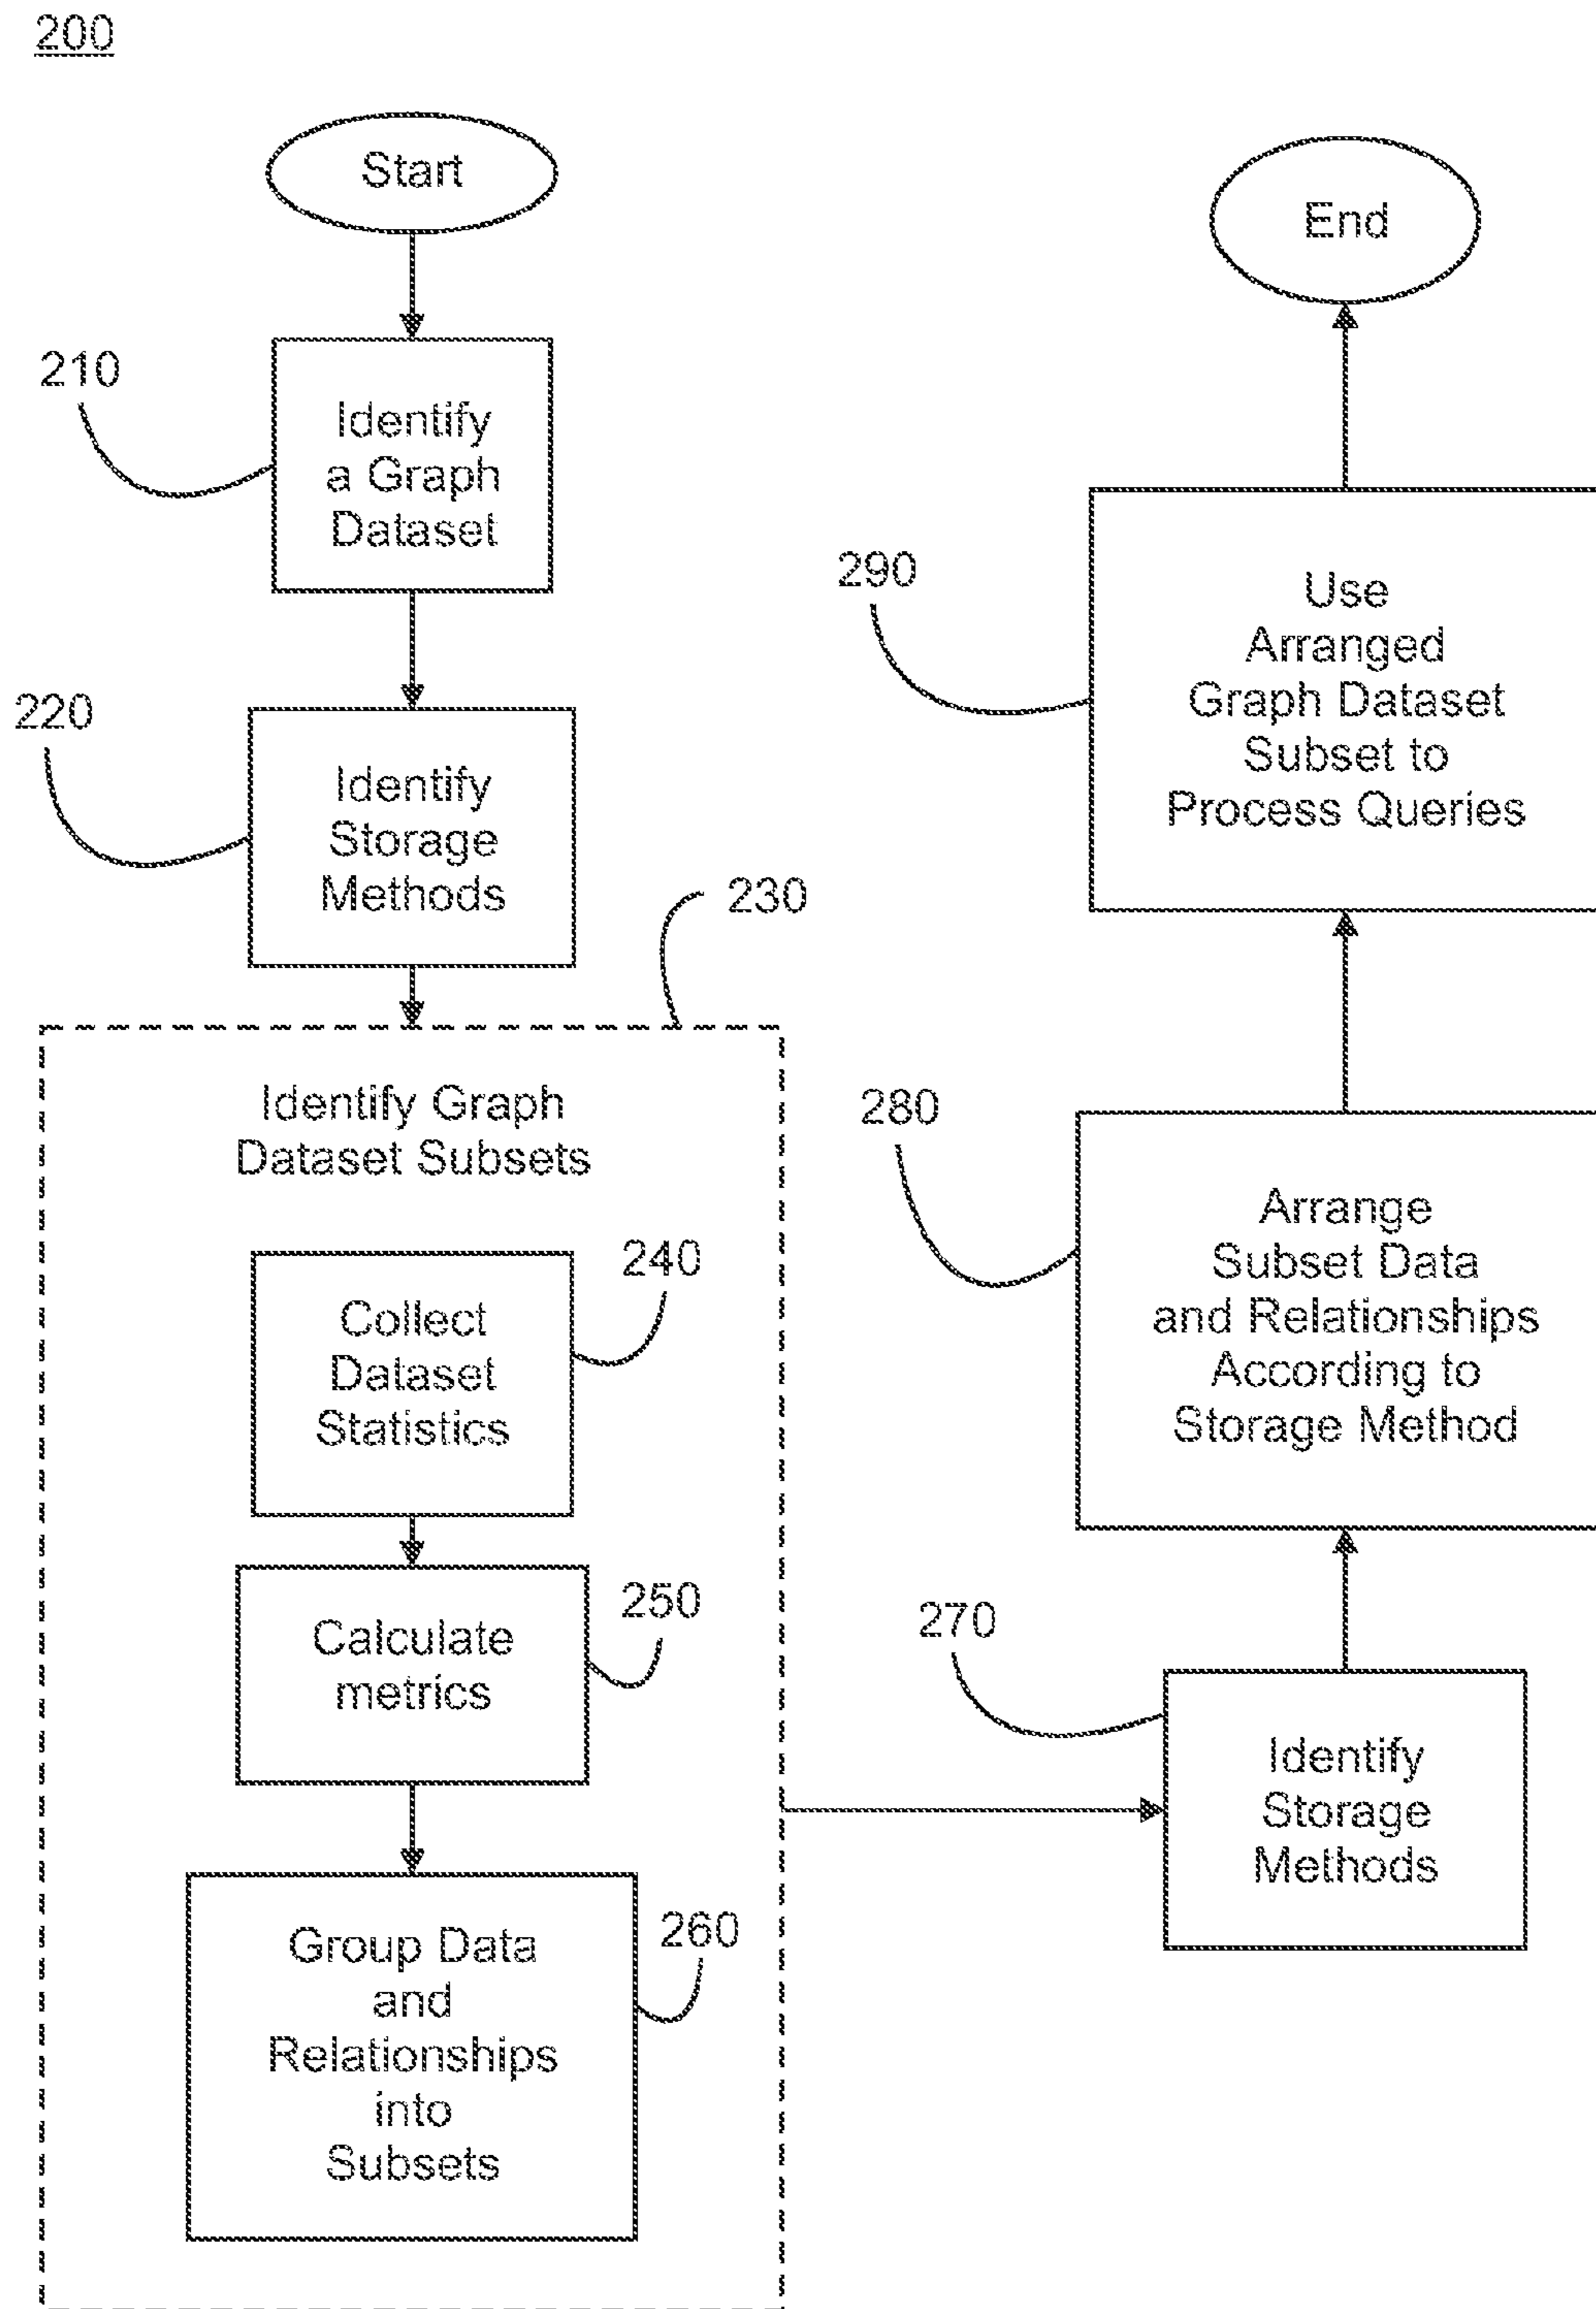 200
Start
210
Identify
a Graph
Dataset
220
Identify
Storage
Methods
230
Identify Graph
Dataset Subsets
240
Collect
Dataset
Statistics
250
Calculate
metrics
260
Group Data
and
Relationships
into
Subsets
270
Identify
Storage
Methods
280
Arrange
Subset Data
and Relationships
According to
Storage Method
290
Use
Arranged
Graph Dataset
Subset to
Process Queries
End